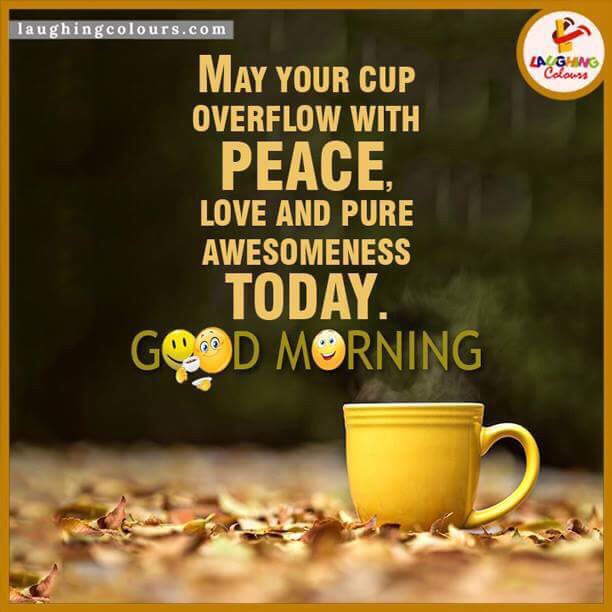 laughingcolours.com
LAUGHING
Colours
MAY YOUR CUP
OVERFLOW WITH
PEACE,
LOVE AND PURE
AWESOMENESS
TODAY.
GOOD MORNING